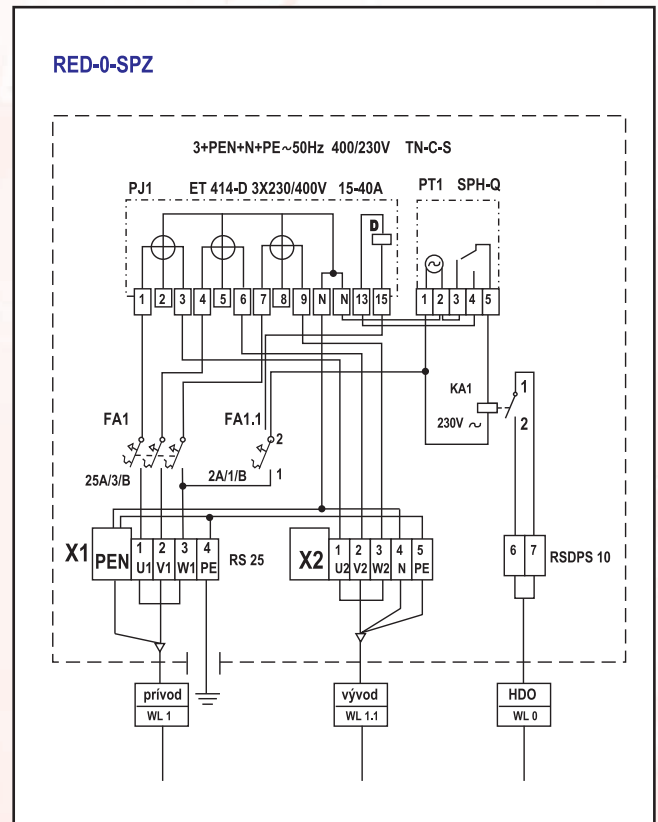 RED-0-SPZ
3+PEN+N+PE~50Hz 400/230V TN-C-S
PJ1 ET 414-D 3X230/400V 15-40A PT1 SPH-Q
D
1 2 3 4 5 6 7 8 9 N N 13 15 1 2 3 4 5
KA1 1
230V ~ 2
FA1 FA1.1 2
25A/3/B 2A/1/B 1
X1 PEN 1 U1 2 V1 3 W1 4 PE RS 25 X2 1 U2 2 V2 3 W2 4 N 5 PE 6 7 RSDPS 10
prívod vývod HDO
WL 1 WL 1.1 WL 0